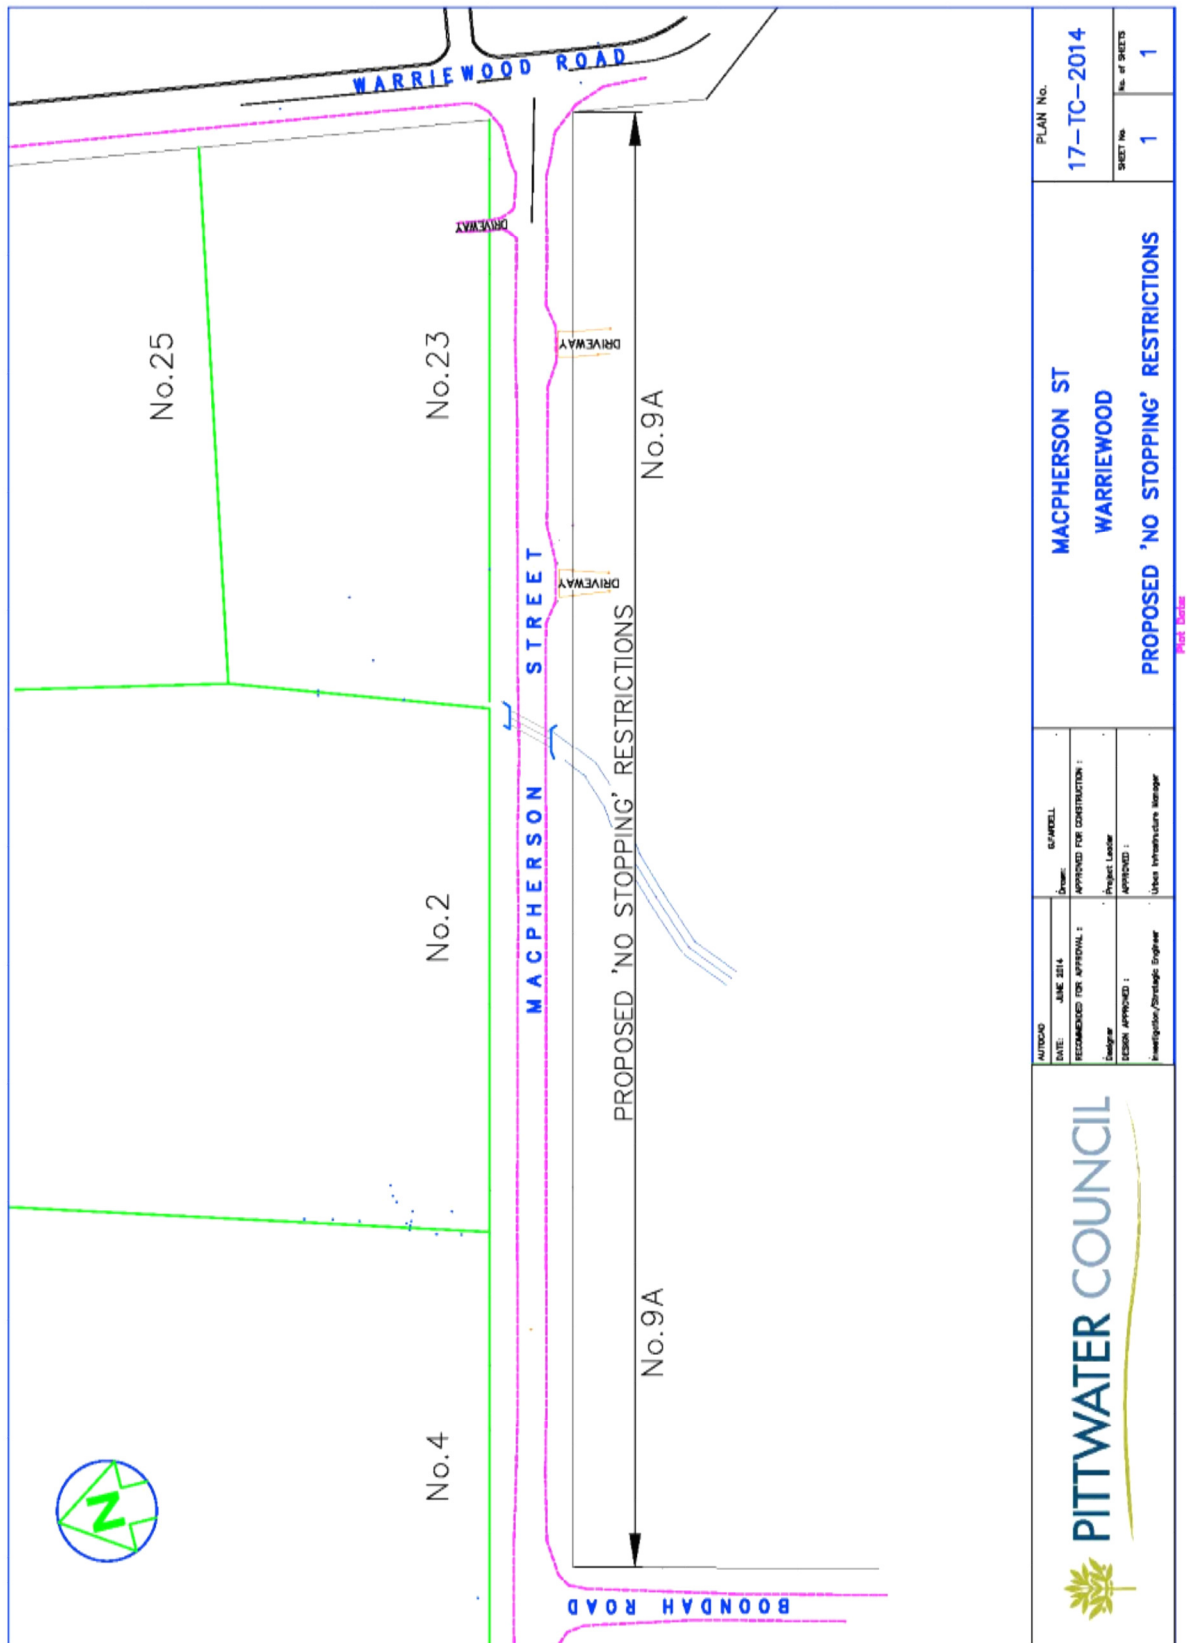 WARRIEWOOD ROAD
DRIVEWAY
No.25
No.23
DRIVEWAY
No.9A
DRIVEWAY
MACPHERSON STREET
PROPOSED 'NO STOPPING' RESTRICTIONS
No.2
No.9A
No.4
N
BOONDAH ROAD
PITTWATER COUNCIL
AUTOCAD
DATE: JUNE 2014
RECOMMENDED FOR APPROVAL :
Designer
DESIGN APPROVED :
Investigation/Strategic Engineer
Drawn:
APPROVED FOR CONSTRUCTION :
Project Leader
APPROVED :
Urban Infrastructure Manager
MACPHERSON ST
WARRIEWOOD
PROPOSED 'NO STOPPING' RESTRICTIONS
PLAN No.
17-TC-2014
SHEET No.
1
No. of SHEETS
1
Plot Date: